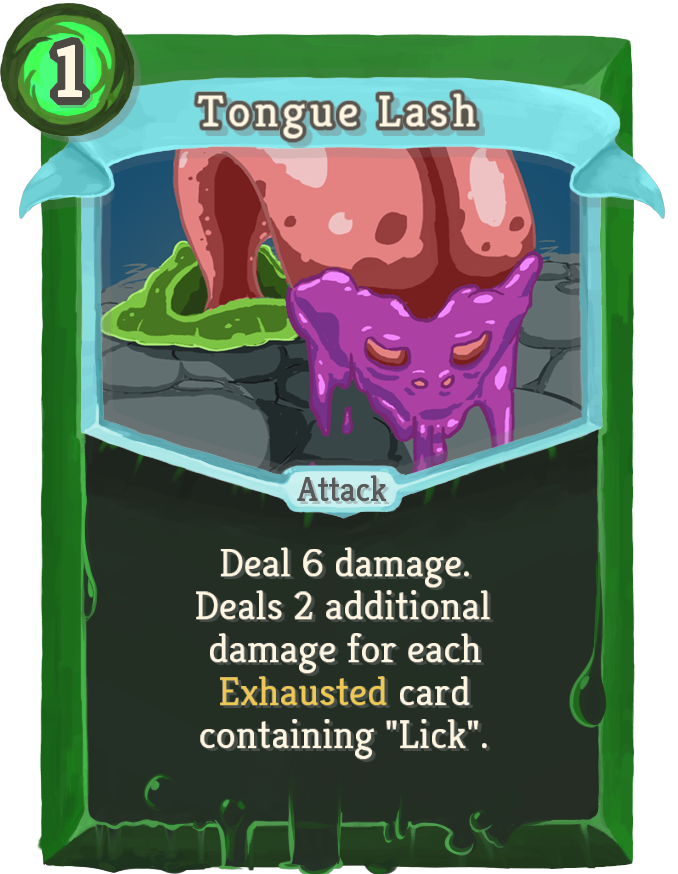 1
Tongue Lash
Attack
Deal 6 damage.
Deals 2 additional
damage for each
Exhausted card
containing "Lick".